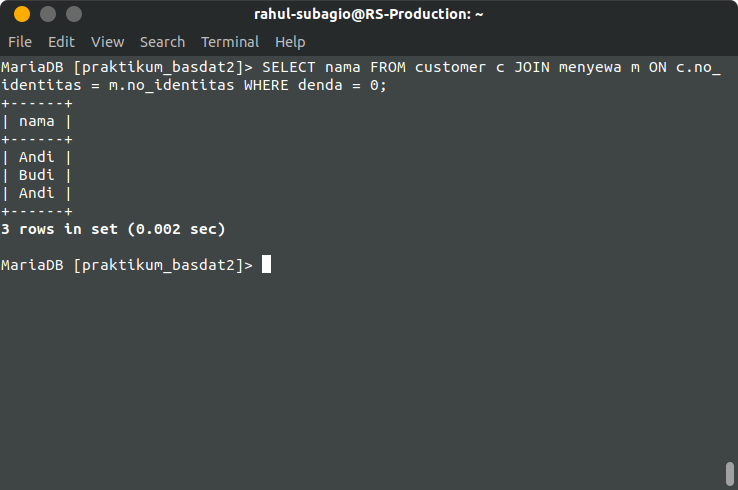 rahul-subagio@RS-Production: ~
File Edit View Search Terminal Help
MariaDB [praktikum_basdat2]> SELECT nama FROM customer c JOIN menyewa m ON c.no_
identitas = m.no_identitas WHERE denda = 0;
+------+
| nama |
+------+
| Andi |
| Budi |
| Andi |
+------+
3 rows in set (0.002 sec)
MariaDB [praktikum_basdat2]>